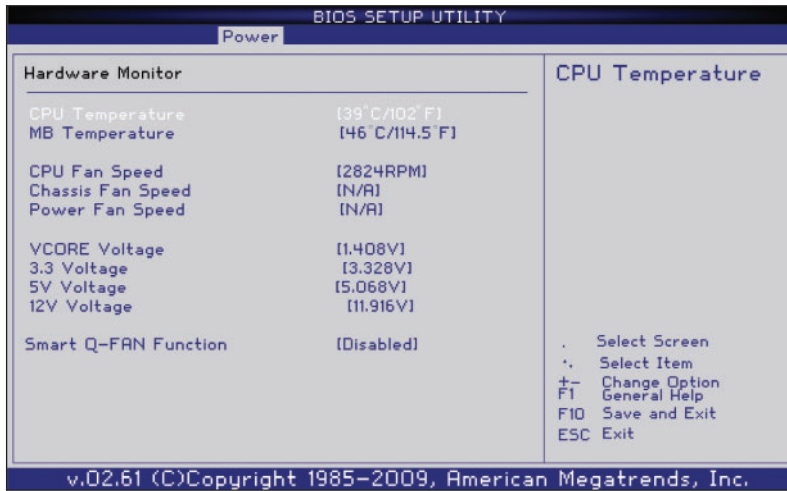 BIOS SETUP UTILITY
Power
Hardware Monitor
CPU Temperature [39°C/102°F]
MB Temperature [46°C/114.5°F]
CPU Fan Speed [2824RPM]
Chassis Fan Speed [N/A]
Power Fan Speed [N/A]
VCORE Voltage [1.408V]
3.3 Voltage [3.328V]
5V Voltage [5.068V]
12V Voltage [11.916V]
Smart Q-FAN Function [Disabled]
CPU Temperature
Select Screen
Select Item
+- Change Option
F1 General Help
F10 Save and Exit
ESC Exit
v.02.61 (C)Copyright 1985-2009, American Megatrends, Inc.